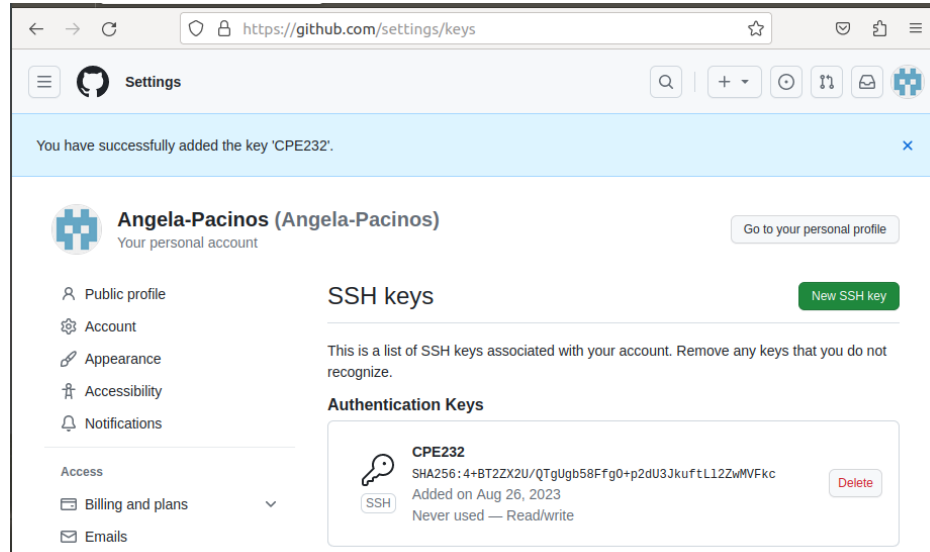 https://github.com/settings/keys
Settings
You have successfully added the key 'CPE232'.
Angela-Pacinos (Angela-Pacinos)
Your personal account
Go to your personal profile
Public profile
Account
Appearance
Accessibility
Notifications
Access
Billing and plans
Emails
SSH keys
New SSH key
This is a list of SSH keys associated with your account. Remove any keys that you do not
recognize.
Authentication Keys
CPE232
SHA256:4+BT2ZX2U/QTgUgb58FfgO+p2dU3JkuftLl2ZwMVFkc
SSH
Added on Aug 26, 2023
Never used — Read/write
Delete